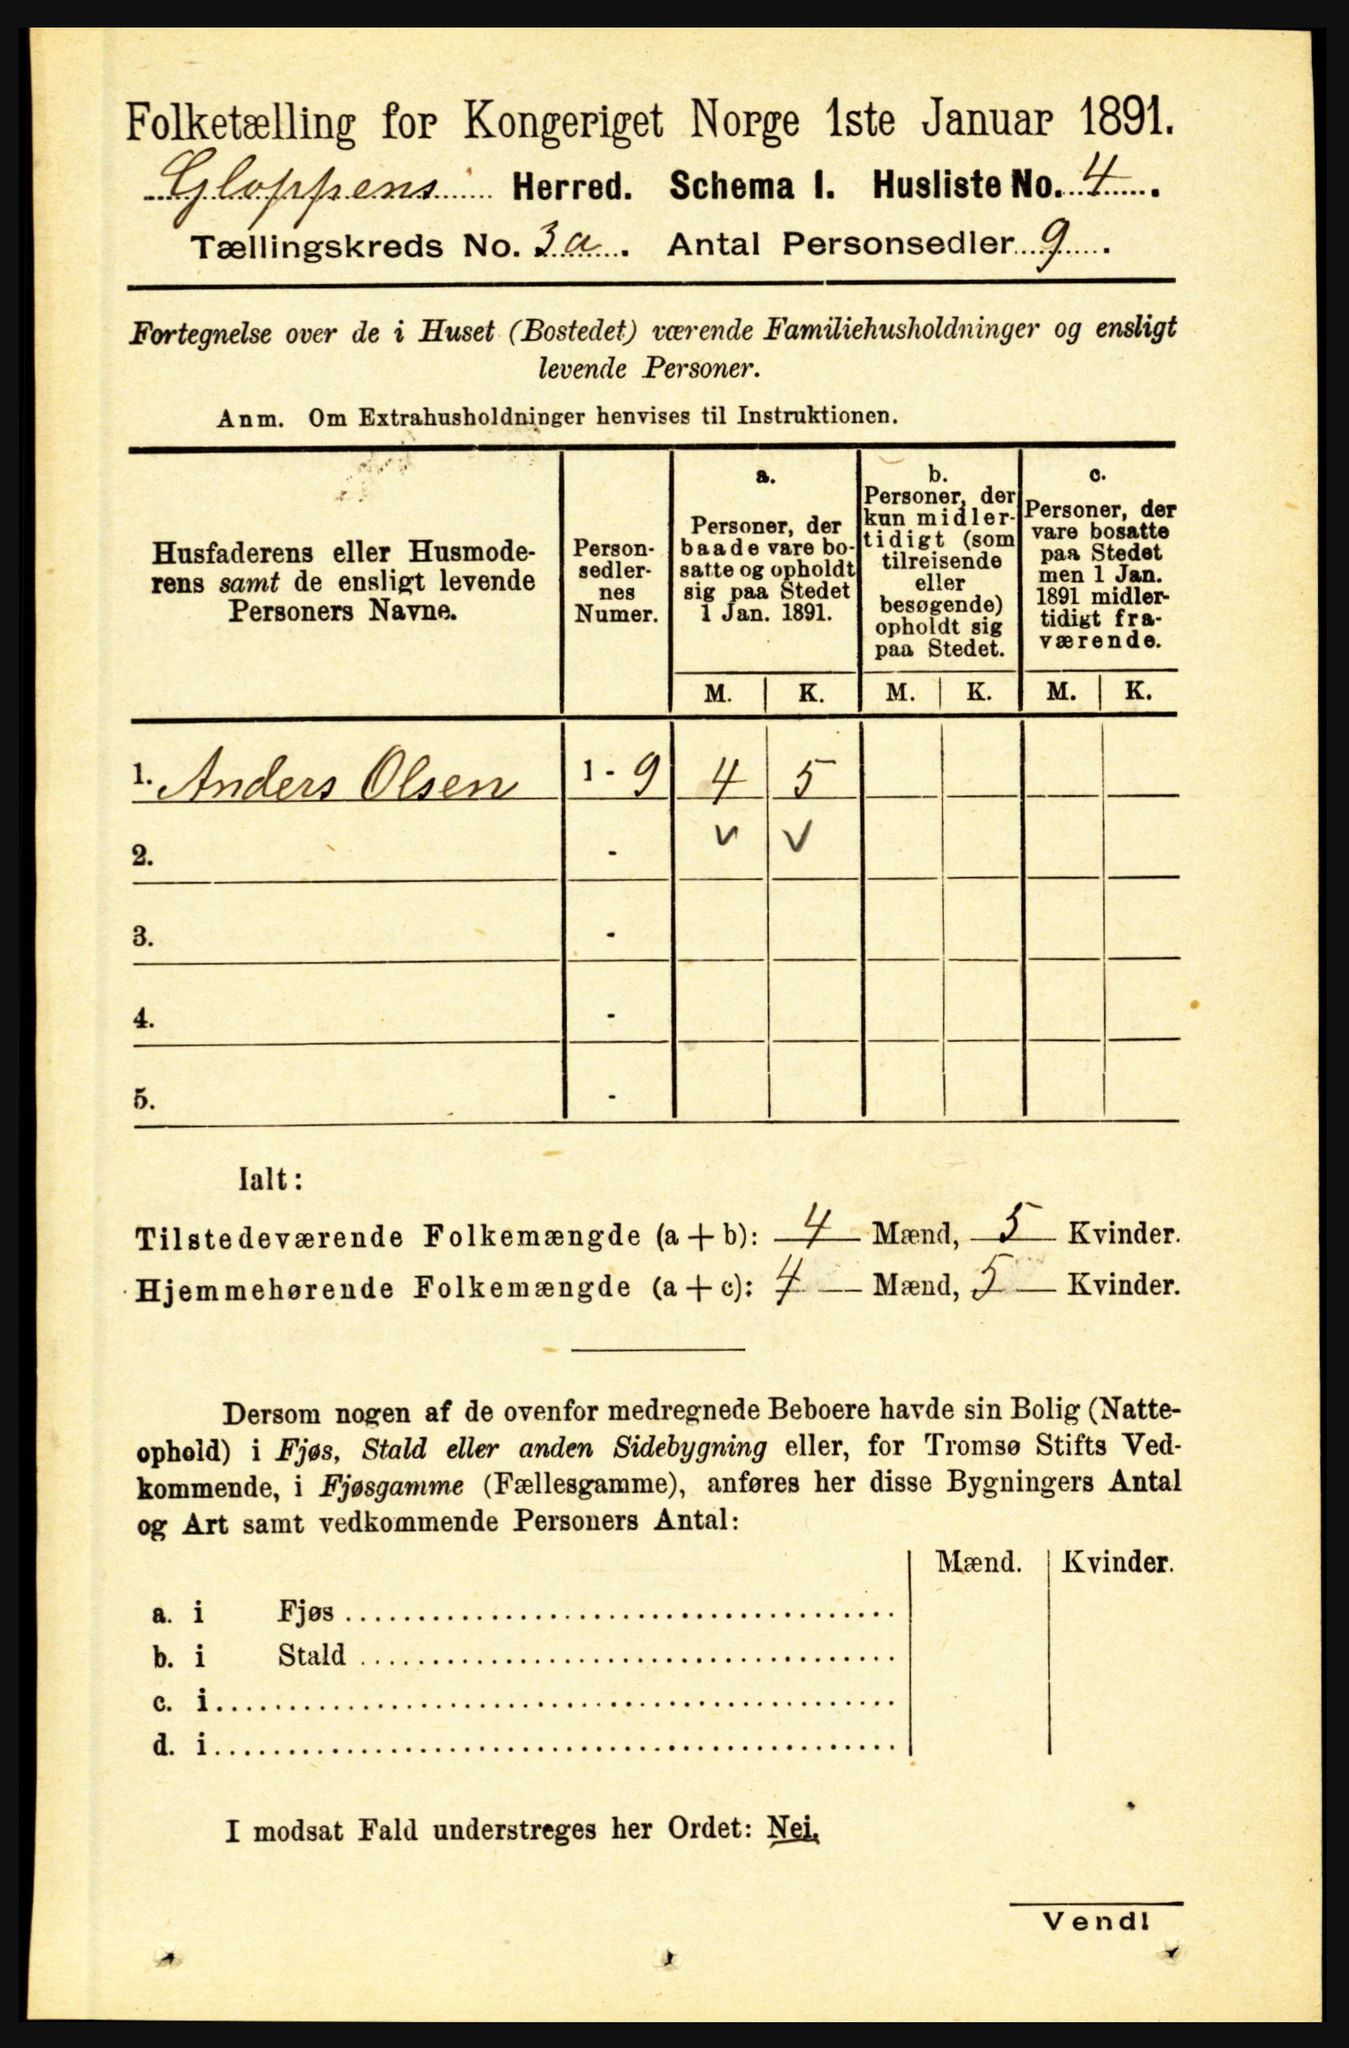 Folketælling for Kongeriget Norge 1ste Januar 1891.
Gloppens Herred. Schema I. Husliste No. 4.
Tællingskreds No. 3a. Antal Personsedler 9.
Fortegnelse over de i Huset (Bostedet) værende Familiehusholdninger og ensligt
levende Personer.
Anm. Om Extrahusholdninger henvises til Instruktionen.
Husfaderens eller Husmode-
rens samt de ensligt levende
Personers Navne.
Person-
sedler-
nes
Numer.
a.
Personer, der
baade vare bo-
satte og opholdt
sig paa Stedet
1 Jan. 1891.
b.
Personer, der
kun midler-
tidigt (som
tilreisende
eller
besøgende)
opholdt sig
paa Stedet.
c.
Personer, der
vare bosatte
paa Stedet
men 1 Jan.
1891 midler-
tidigt fra-
værende.
M. K. M. K. M. K.
1. Anders Olsen 1 - 9 4 5
2. - v v
3. -
4. -
5. -
Ialt:
Tilstedeværende Folkemængde (a + b): 4 Mænd, 5 Kvinder.
Hjemmehørende Folkemængde (a + c): 4 — Mænd, 5 — Kvinder.
Dersom nogen af de ovenfor medregnede Beboere havde sin Bolig (Natte-
ophold) i Fjøs, Stald eller anden Sidebygning eller, for Tromsø Stifts Ved-
kommende, i Fjøsgamme (Fællesgamme), anføres her disse Bygningers Antal
og Art samt vedkommende Personers Antal:
Mænd. Kvinder.
a. i Fjøs
b. i Stald
c. i
d. i
I modsat Fald understreges her Ordet: Nei.
Vend!